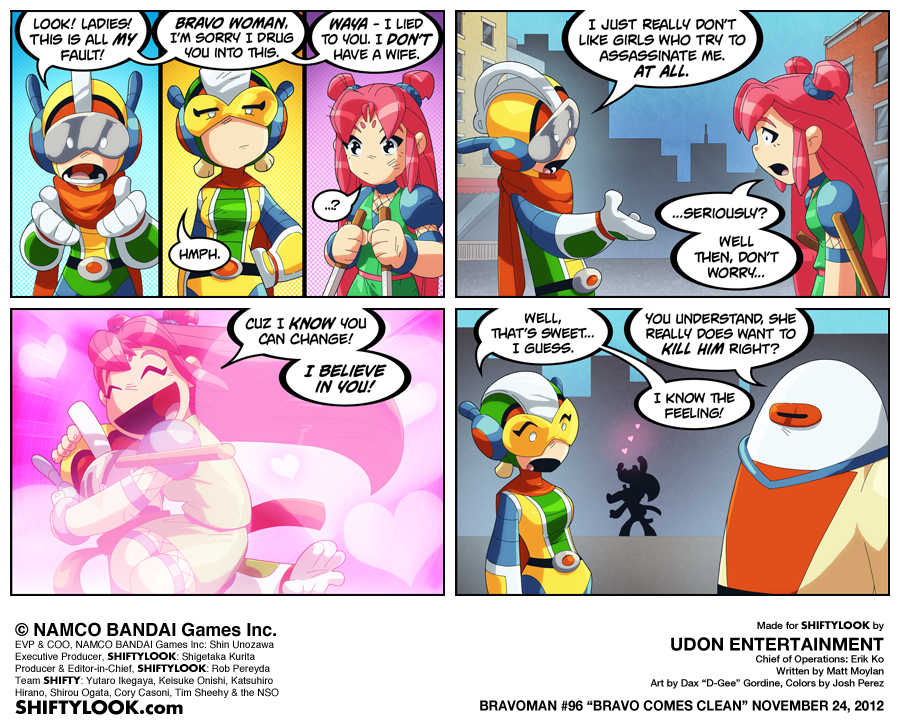 LOOK! LADIES!
THIS IS ALL MY
FAULT!
BRAVO WOMAN,
I'M SORRY I DRUG
YOU INTO THIS.
WAYA - I LIED
TO YOU. I DON'T
HAVE A WIFE.
HMPH.
...?
I JUST REALLY DON'T
LIKE GIRLS WHO TRY TO
ASSASSINATE ME.
AT ALL.
...SERIOUSLY?
WELL
THEN, DON'T
WORRY...
CUZ I KNOW YOU
CAN CHANGE!
I BELIEVE
IN YOU!
WELL,
THAT'S SWEET...
I GUESS.
YOU UNDERSTAND, SHE
REALLY DOES WANT TO
KILL HIM RIGHT?
I KNOW THE
FEELING!
© NAMCO BANDAI Games Inc.
EVP & COO, NAMCO BANDAI Games Inc: Shin Unozawa
Executive Producer, SHIFTYLOOK: Shigetaka Kurita
Producer & Editor-in-Chief, SHIFTYLOOK: Rob Pereyda
Team SHIFTY: Yutaro Ikegaya, Keisuke Onishi, Katsuhiro
Hirano, Shirou Ogata, Cory Casoni, Tim Sheehy & the NSO
SHIFTYLOOK.com
Made for SHIFTYLOOK by
UDON ENTERTAINMENT
Chief of Operations: Erik Ko
Written by Matt Moylan
Art by Dax "D-Gee" Gordine, Colors by Josh Perez
BRAVOMAN #96 "BRAVO COMES CLEAN" NOVEMBER 24, 2012